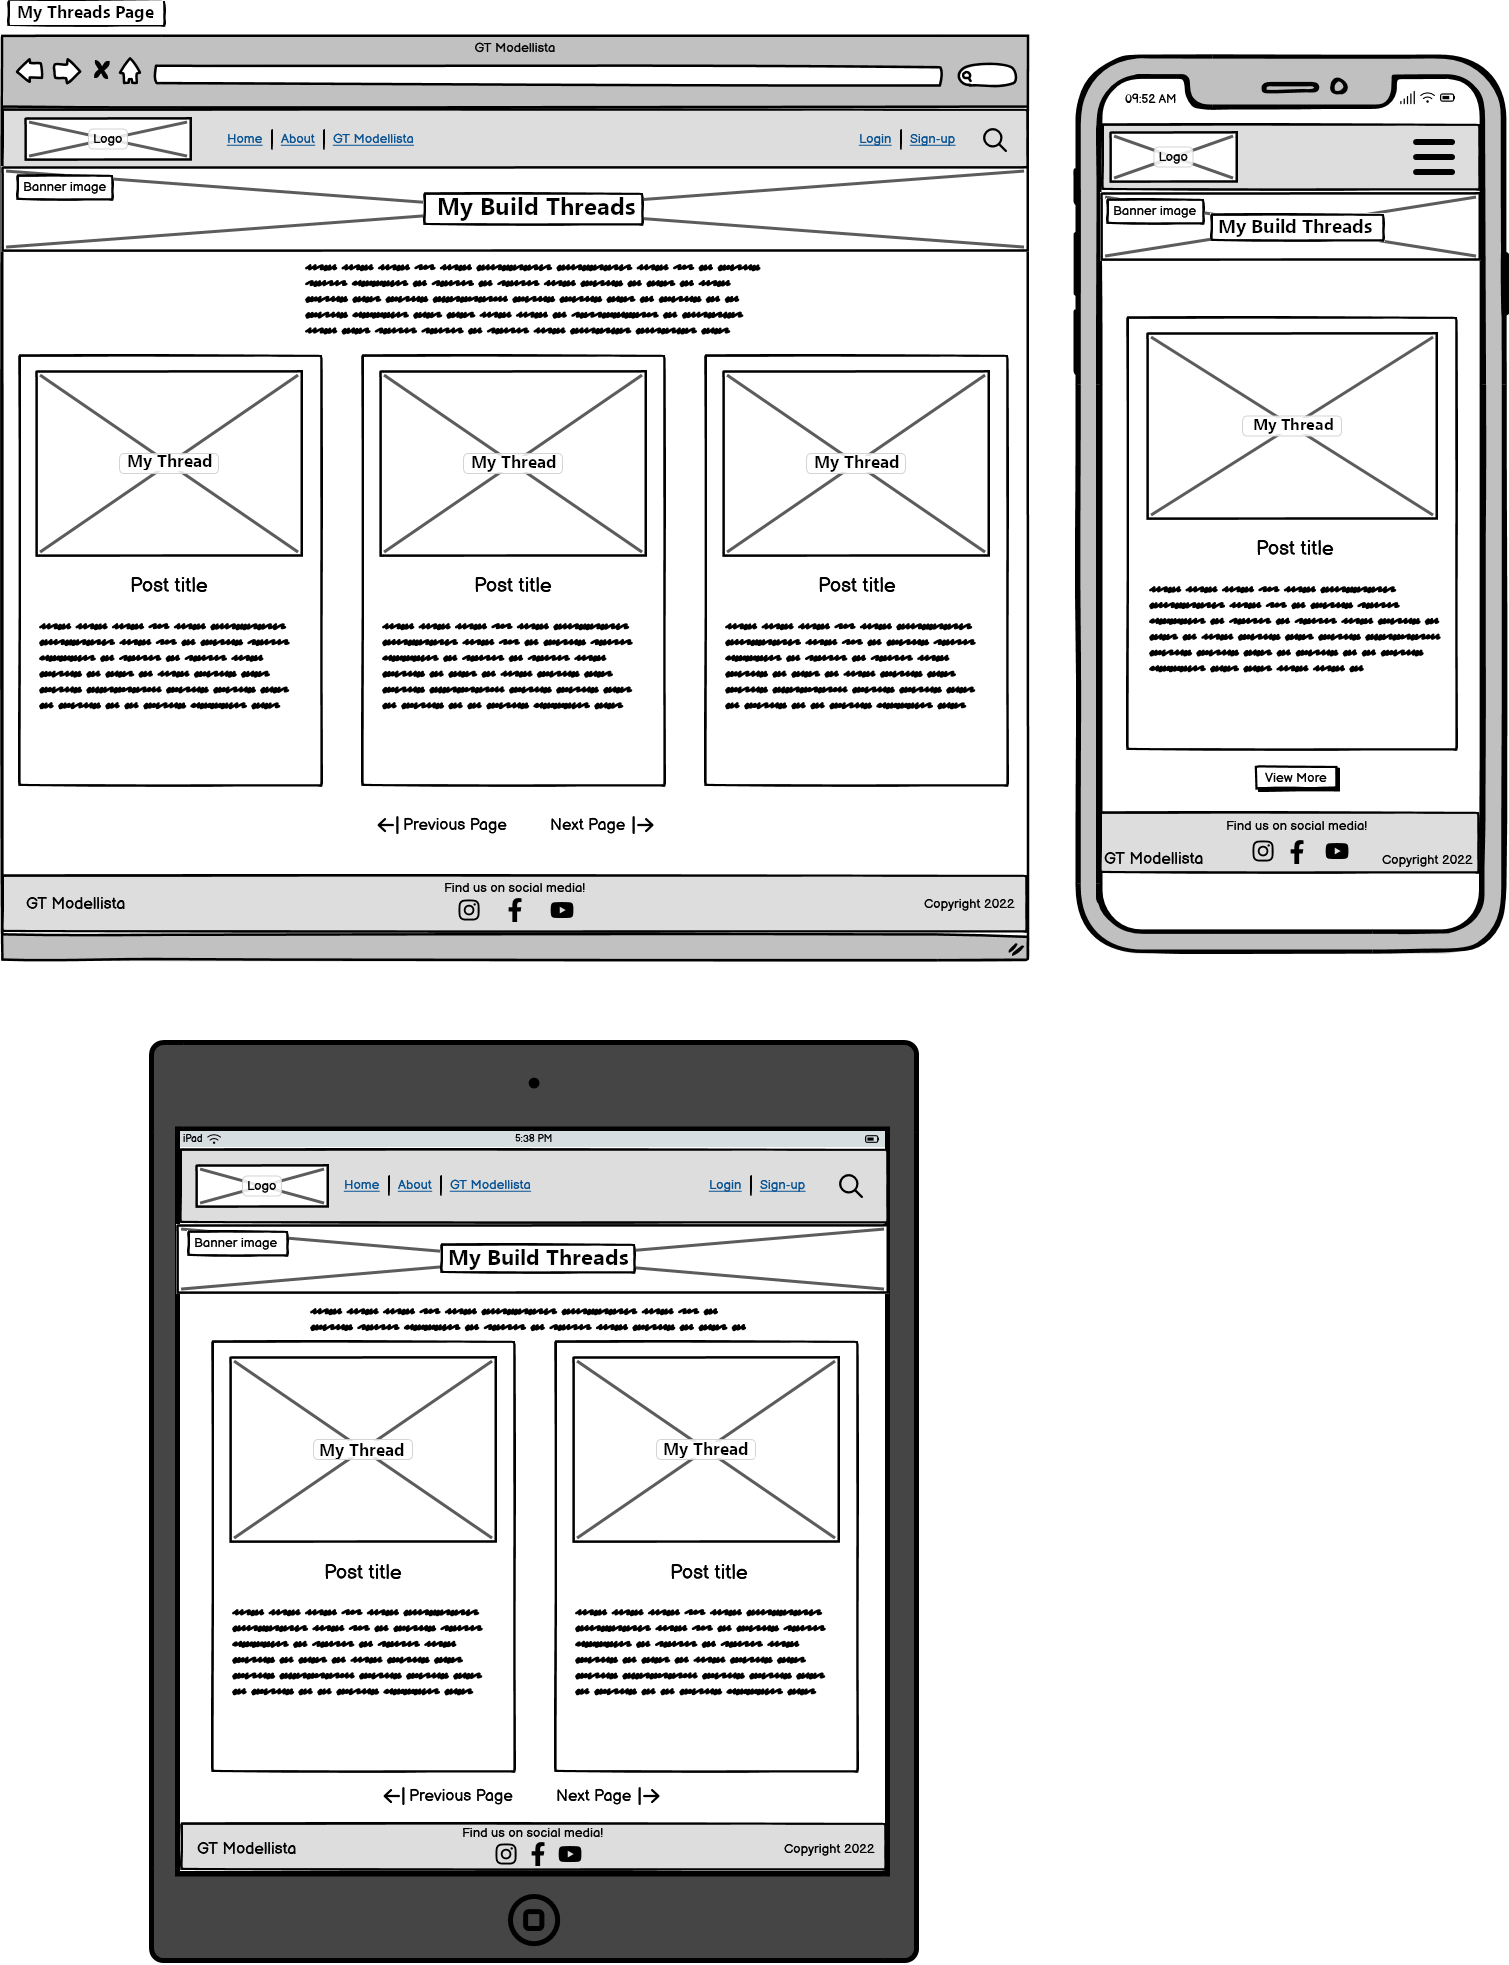 My Threads Page
GT Modellista
Logo
Home | About | GT Modellista
Login | Sign-up
Banner image
My Build Threads
My Thread
My Thread
My Thread
Post title
Post title
Post title
Previous Page
Next Page
Find us on social media!
GT Modellista
Copyright 2022
09:52 AM
Logo
Banner image
My Build Threads
My Thread
Post title
View More
Find us on social media!
GT Modellista
Copyright 2022
iPad
5:38 PM
Logo
Home | About | GT Modellista
Login | Sign-up
Banner image
My Build Threads
My Thread
My Thread
Post title
Post title
Previous Page
Next Page
Find us on social media!
GT Modellista
Copyright 2022